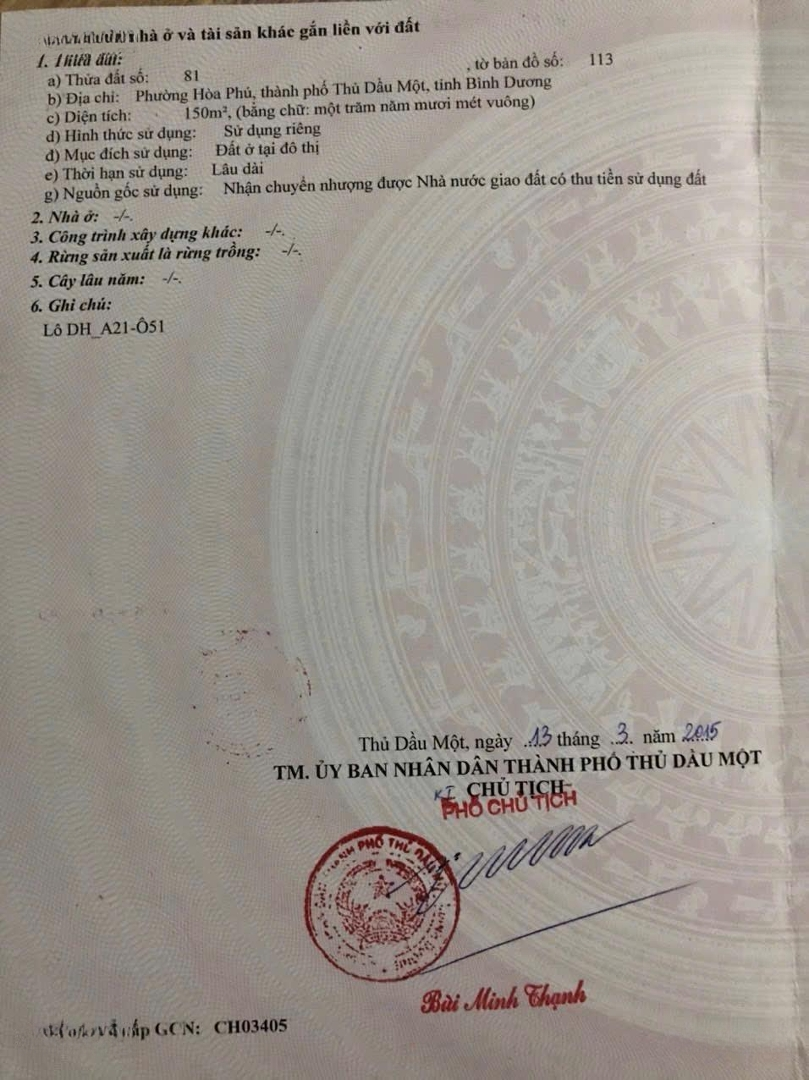 nhà ở và tài sản khác gắn liền với đất
1. Thửa đất:
a) Thửa đất số: 81 , tờ bản đồ số: 113
b) Địa chỉ: Phường Hòa Phú, thành phố Thủ Dầu Một, tỉnh Bình Dương
c) Diện tích: 150m², (bằng chữ: một trăm năm mươi mét vuông)
d) Hình thức sử dụng: Sử dụng riêng
đ) Mục đích sử dụng: Đất ở tại đô thị
e) Thời hạn sử dụng: Lâu dài
g) Nguồn gốc sử dụng: Nhận chuyển nhượng được Nhà nước giao đất có thu tiền sử dụng đất
2. Nhà ở: -/-.
3. Công trình xây dựng khác: -/-.
4. Rừng sản xuất là rừng trồng: -/-.
5. Cây lâu năm: -/-.
6. Ghi chú:
Lô DH_A21-Ô51
Thủ Dầu Một, ngày 13 tháng 3 năm 2015
TM. ỦY BAN NHÂN DÂN THÀNH PHỐ THỦ DẦU MỘT
KT CHỦ TỊCH
PHÓ CHỦ TỊCH
THÀNH PHỐ THỦ DẦU
Bùi Minh Thạnh
cấp GCN: CH03405